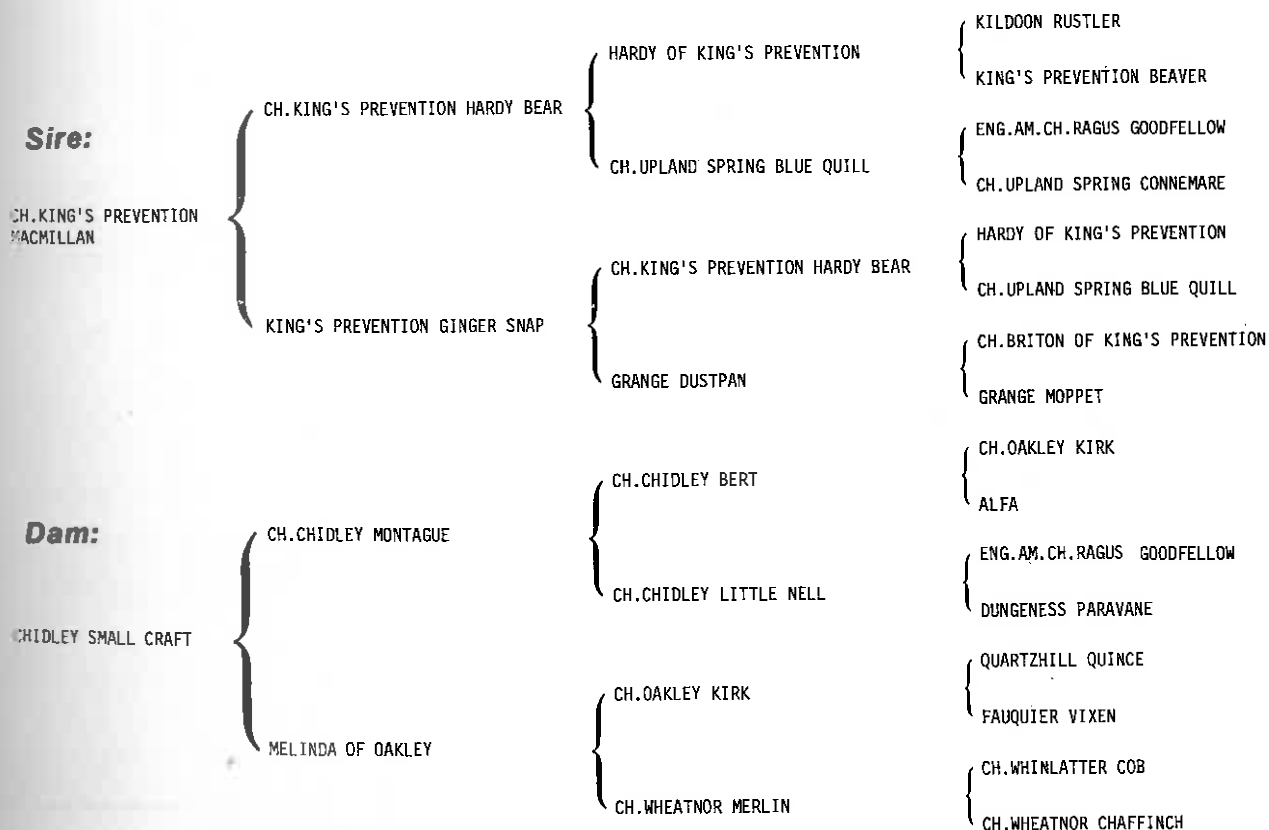 KILDOON RUSTLER
HARDY OF KING'S PREVENTION
KING'S PREVENTION BEAVER
CH.KING'S PREVENTION HARDY BEAR
Sire:
ENG.AM.CH.RAGUS GOODFELLOW
CH.UPLAND SPRING BLUE QUILL
CH.UPLAND SPRING CONNEMARE
CH.KING'S PREVENTION
MACMILLAN
HARDY OF KING'S PREVENTION
CH.KING'S PREVENTION HARDY BEAR
CH.UPLAND SPRING BLUE QUILL
KING'S PREVENTION GINGER SNAP
CH.BRITON OF KING'S PREVENTION
GRANGE DUSTPAN
GRANGE MOPPET
CH.OAKLEY KIRK
CH.CHIDLEY BERT
ALFA
Dam:
CH.CHIDLEY MONTAGUE
ENG.AM.CH.RAGUS GOODFELLOW
CH.CHIDLEY LITTLE NELL
DUNGENESS PARAVANE
CHIDLEY SMALL CRAFT
QUARTZHILL QUINCE
CH.OAKLEY KIRK
FAUQUIER VIXEN
MELINDA OF OAKLEY
CH.WHINLATTER COB
CH.WHEATNOR MERLIN
CH.WHEATNOR CHAFFINCH